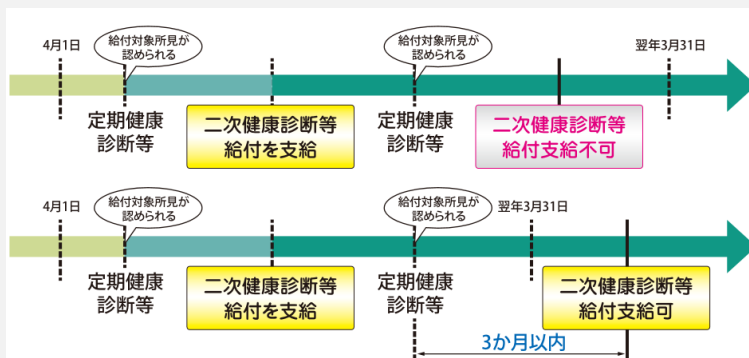 4月1日
給付対象所見が
認められる
給付対象所見が
認められる
翌年3月31日
定期健康
診断等
二次健康診断等
給付を支給
定期健康
診断等
二次健康診断等
給付支給不可
4月1日
給付対象所見が
認められる
給付対象所見が
認められる
翌年3月31日
定期健康
診断等
二次健康診断等
給付を支給
定期健康
診断等
二次健康診断等
給付支給可
3か月以内